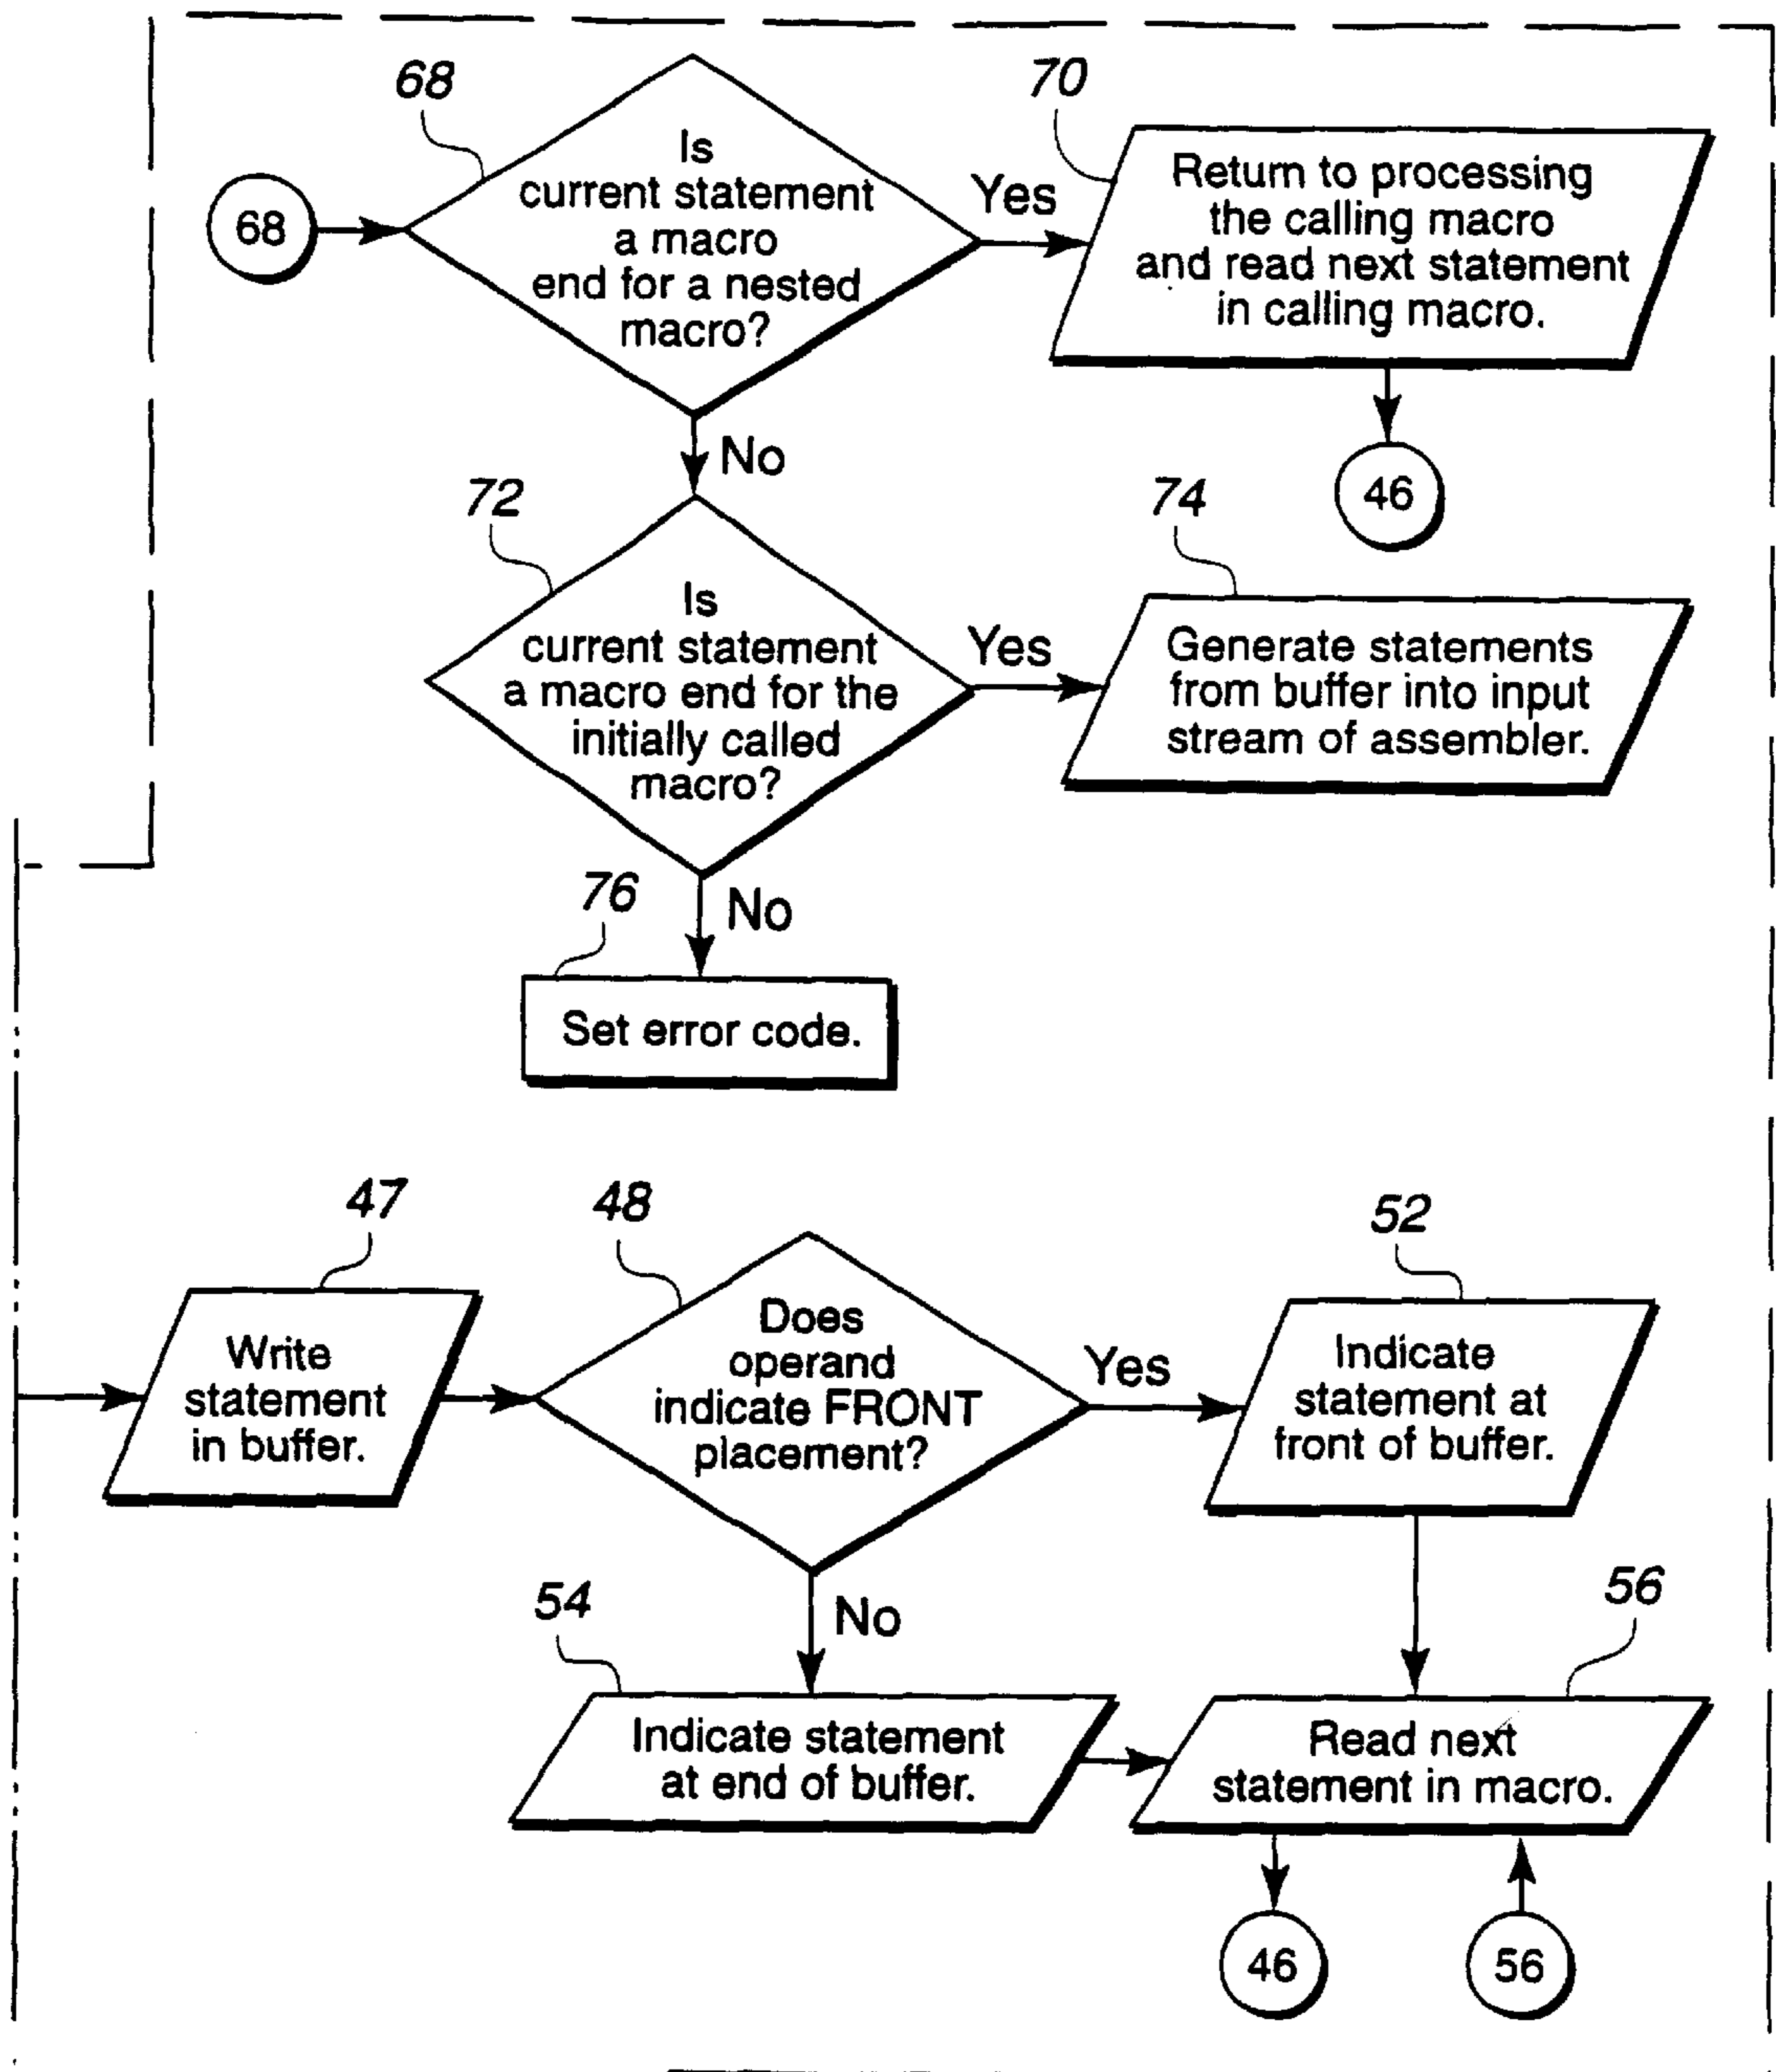 68
70
Is
current statement
a macro
end for a nested
macro?
68
Yes
Return to processing
the calling macro
and read next statement
in calling macro.
No
46
72
74
Is
current statement
a macro end for the
initially called
macro?
Yes
Generate statements
from buffer into input
stream of assembler.
76
No
Set error code.
47
48
52
Write
statement
in buffer.
Does
operand
indicate FRONT
placement?
Yes
Indicate
statement at
front of buffer.
54
No
56
Indicate statement
at end of buffer.
Read next
statement in macro.
46
56